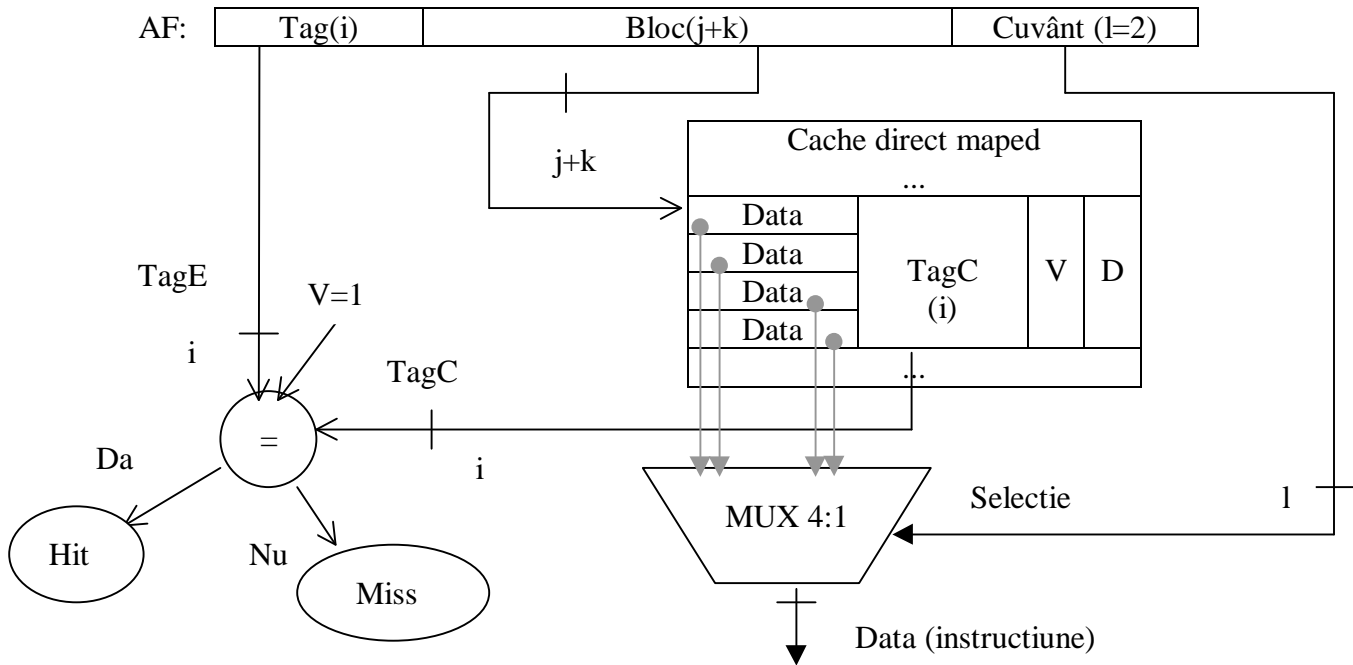 AF: Tag(i) Bloc(j+k) Cuvânt (l=2)
j+k
Cache direct maped
...
Data
Data
Data
Data
TagC
(i)
V
D
...
TagE
i
V=1
TagC
i
=
Da
Nu
Hit
Miss
MUX 4:1
Selectie
l
Data (instructiune)